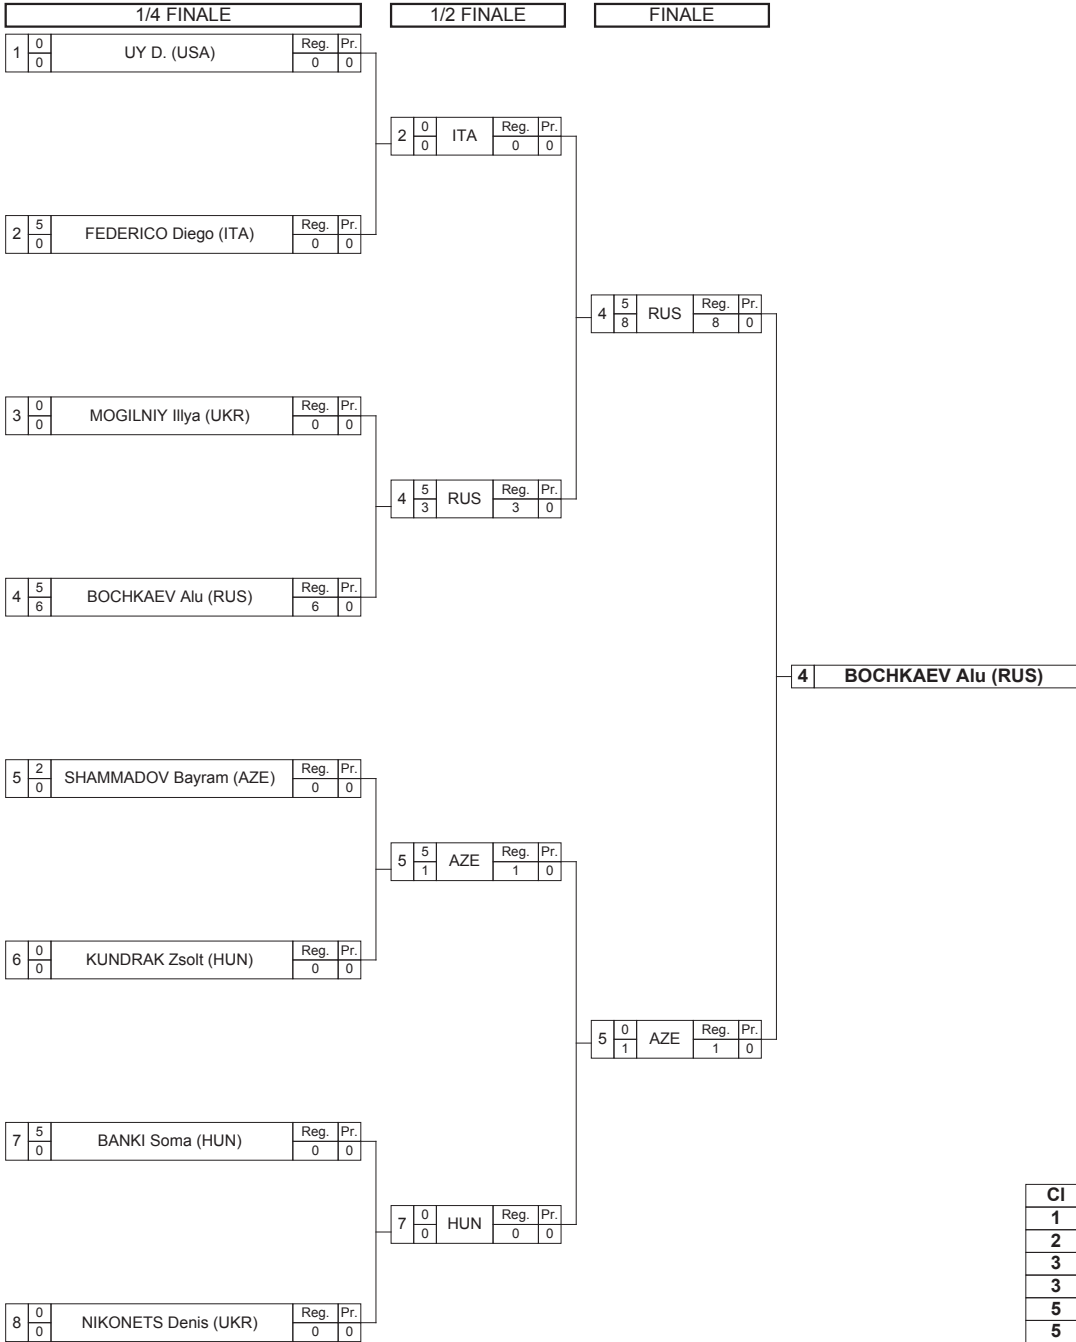 1/4 FINALE 1/2 FINALE FINALE
1 0 UY D. (USA) Reg. Pr.
0 0 0
2 0 ITA Reg. Pr.
0 0 0
2 5 FEDERICO Diego (ITA) Reg. Pr.
0 0 0
4 5 RUS Reg. Pr.
8 8 0
3 0 MOGILNIY Illya (UKR) Reg. Pr.
0 0 0
4 5 RUS Reg. Pr.
3 3 0
4 5 BOCHKAEV Alu (RUS) Reg. Pr.
6 6 0
4 BOCHKAEV Alu (RUS)
5 2 SHAMMADOV Bayram (AZE) Reg. Pr.
0 0 0
5 5 AZE Reg. Pr.
1 1 0
6 0 KUNDRAK Zsolt (HUN) Reg. Pr.
0 0 0
5 0 AZE Reg. Pr.
1 1 0
7 5 BANKI Soma (HUN) Reg. Pr.
0 0 0
7 0 HUN Reg. Pr.
0 0 0
8 0 NIKONETS Denis (UKR) Reg. Pr.
0 0 0
Cl
1
2
3
3
5
5